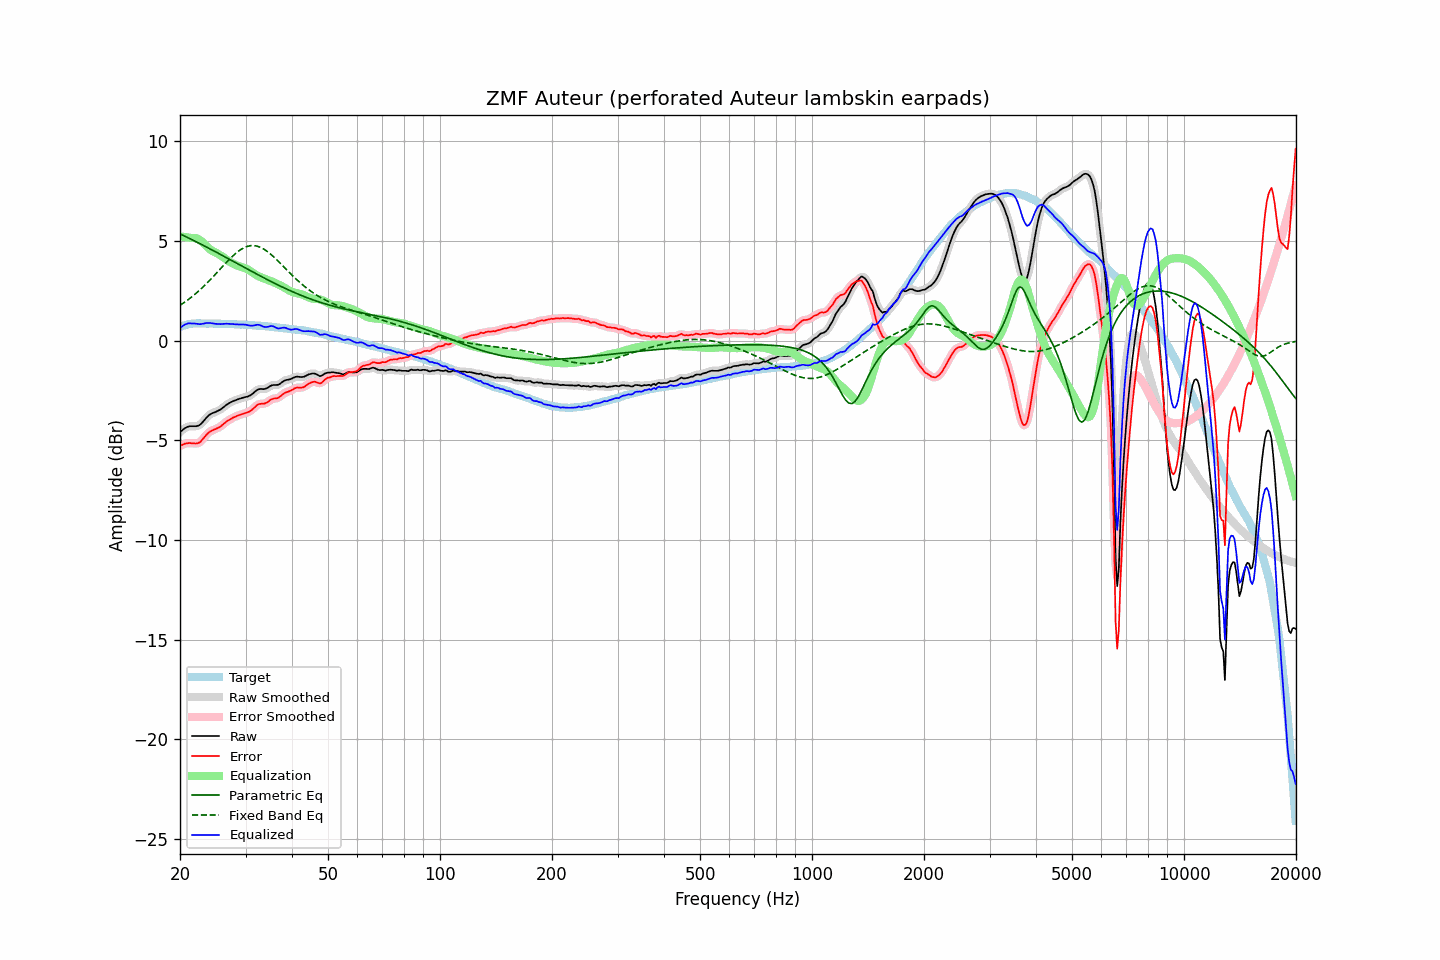 ZMF Auteur (perforated Auteur lambskin earpads)
10
5
0
−5
−10
−15
−20
−25
Amplitude (dBr)
Target
Raw Smoothed
Error Smoothed
Raw
Error
Equalization
Parametric Eq
Fixed Band Eq
Equalized
20
50
100
200
500
1000
2000
5000
10000
20000
Frequency (Hz)